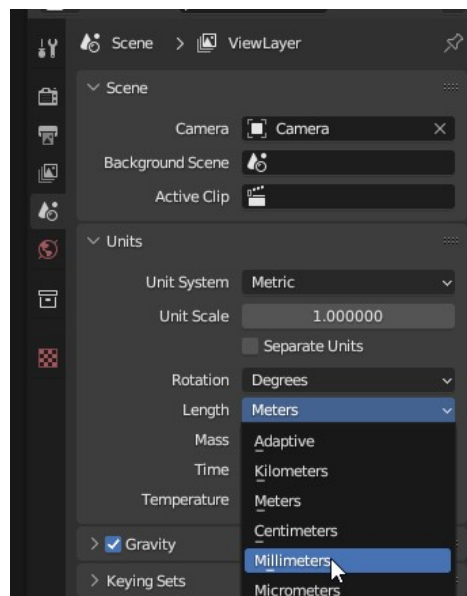 Scene > ViewLayer
Scene
Camera Camera
Background Scene
Active Clip
Units
Unit System Metric
Unit Scale 1.000000
Separate Units
Rotation Degrees
Length Meters
Mass Adaptive
Time Kilometers
Temperature Meters
Centimeters
Gravity Millimeters
Keying Sets Micrometers